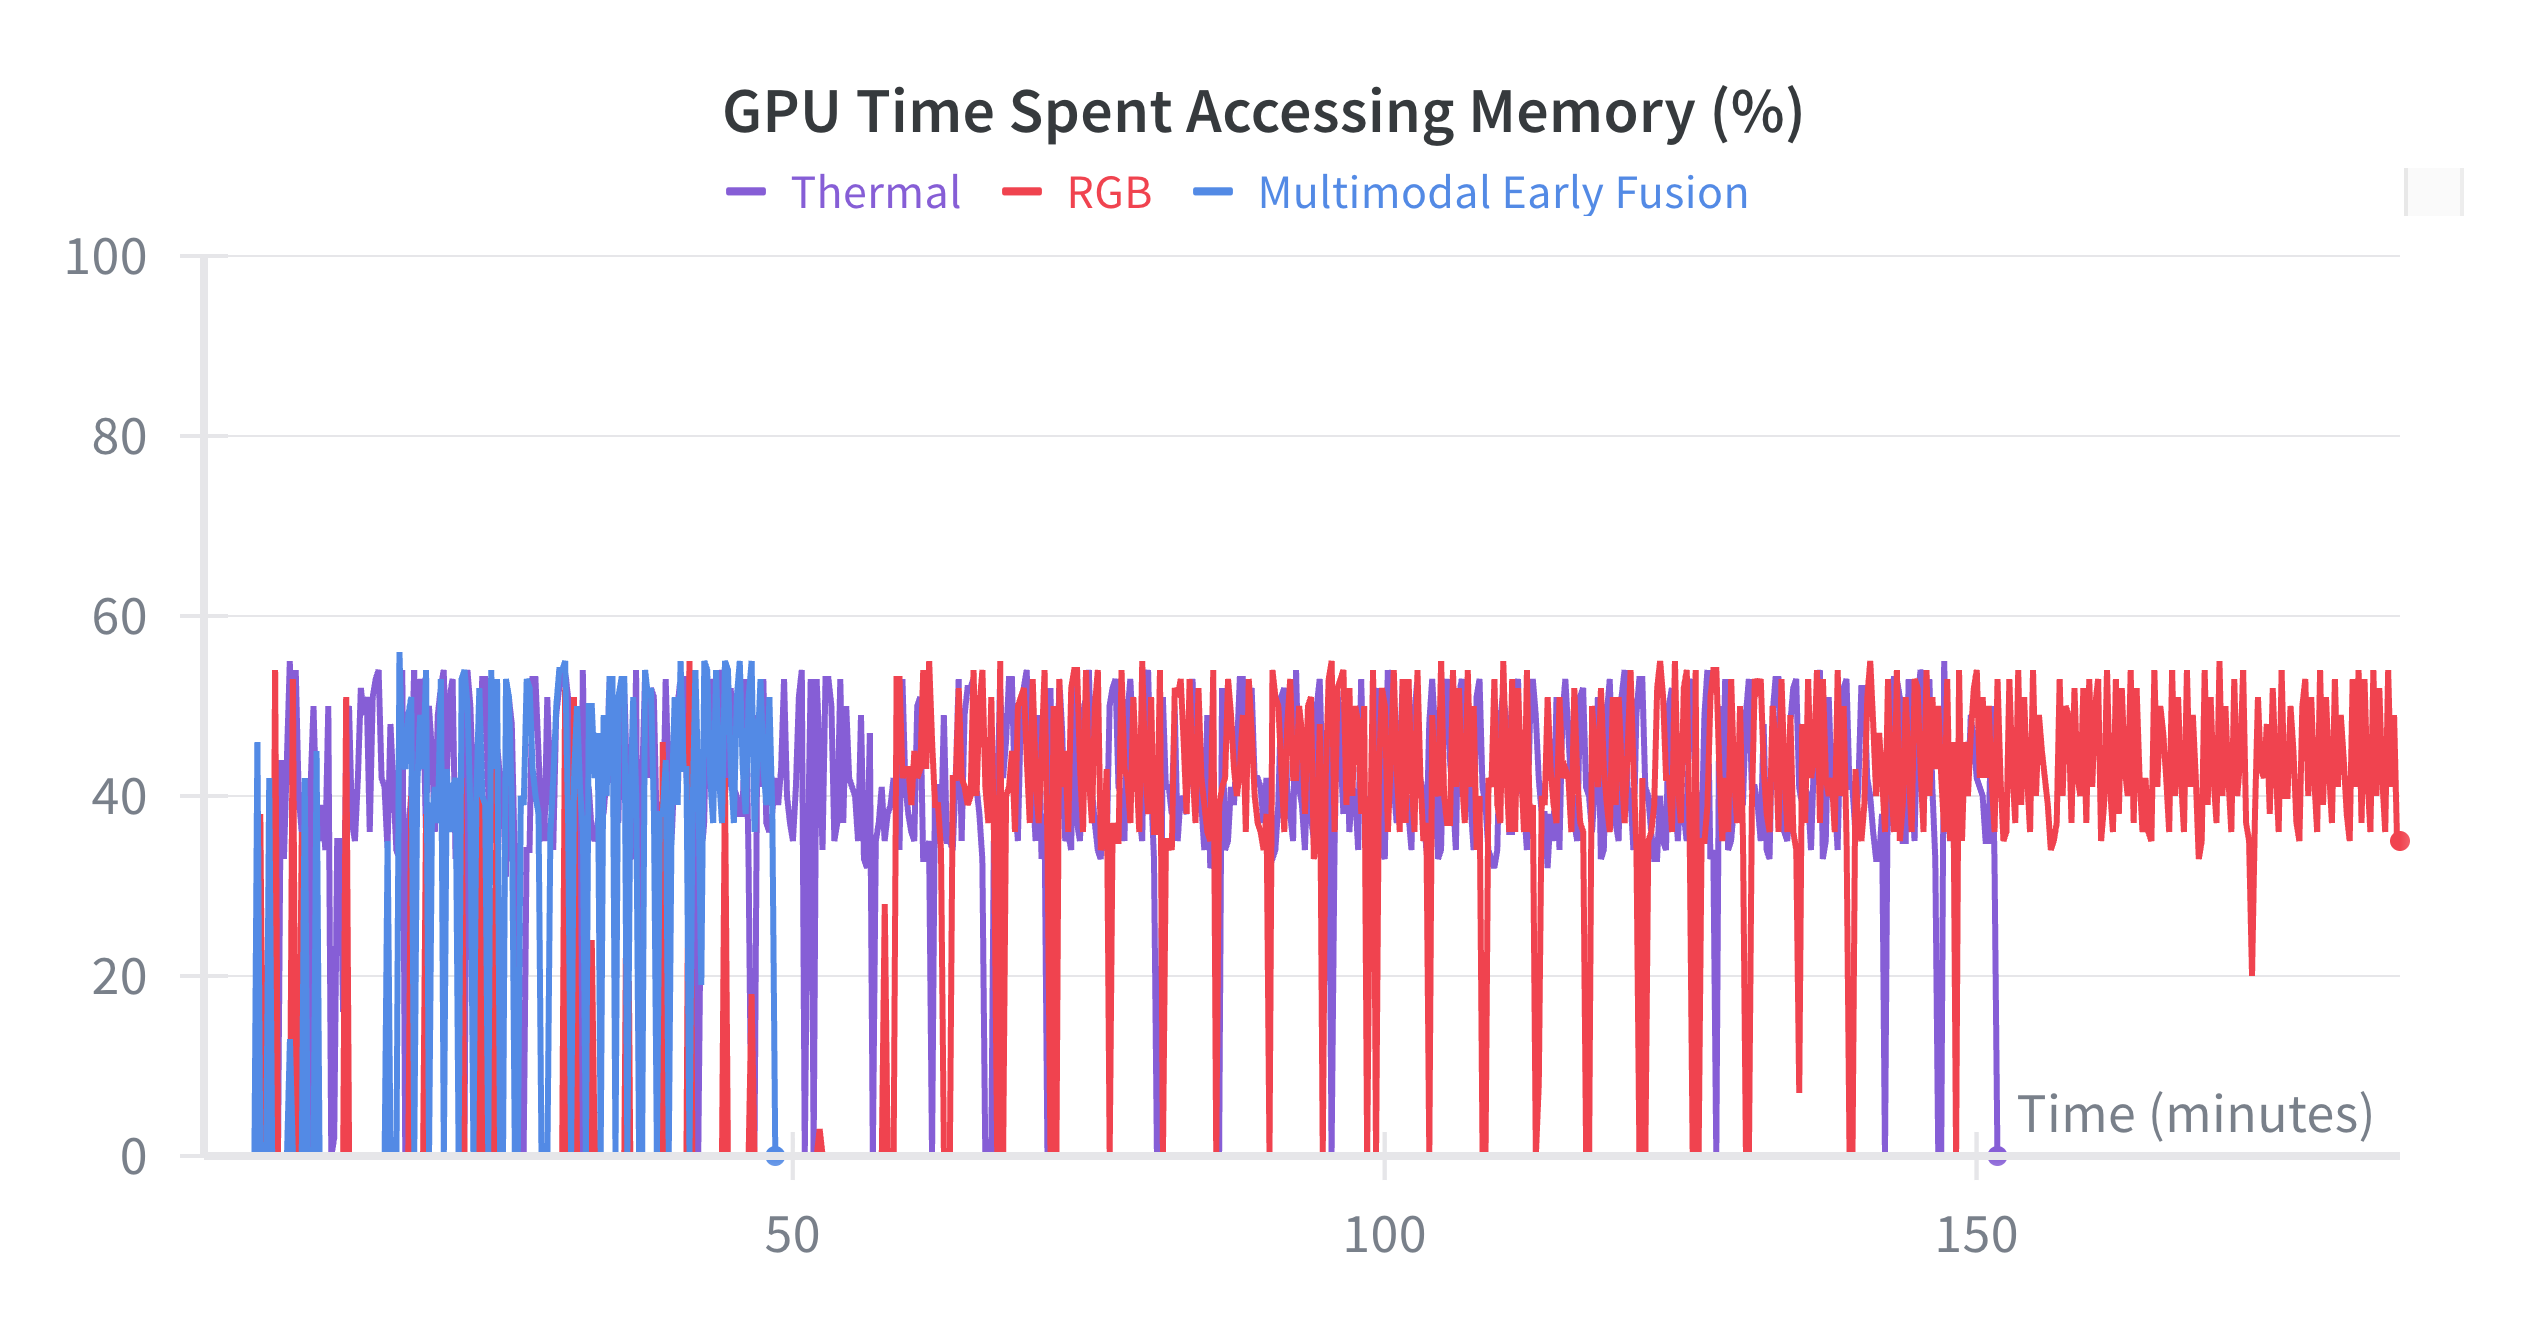 GPU Time Spent Accessing Memory (%)
Thermal RGB Multimodal Early Fusion
100
80
60
40
20
0
Time (minutes)
50 100 150